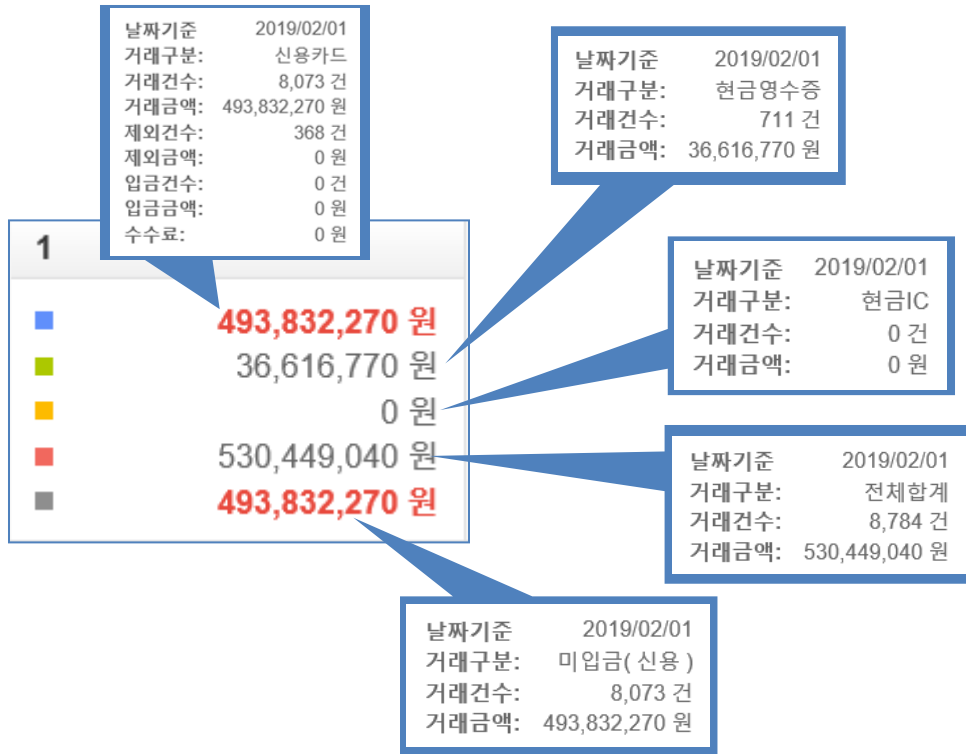 날짜기준 2019/02/01
거래구분: 신용카드
거래건수: 8,073 건
거래금액: 493,832,270 원
제외건수: 368 건
제외금액: 0 원
입금건수: 0 건
입금금액: 0 원
수수료: 0 원
날짜기준 2019/02/01
거래구분: 현금영수증
거래건수: 711 건
거래금액: 36,616,770 원
1
493,832,270 원
36,616,770 원
0 원
530,449,040 원
493,832,270 원
날짜기준 2019/02/01
거래구분: 현금IC
거래건수: 0 건
거래금액: 0 원
날짜기준 2019/02/01
거래구분: 전체합계
거래건수: 8,784 건
거래금액: 530,449,040 원
날짜기준 2019/02/01
거래구분: 미입금( 신용 )
거래건수: 8,073 건
거래금액: 493,832,270 원